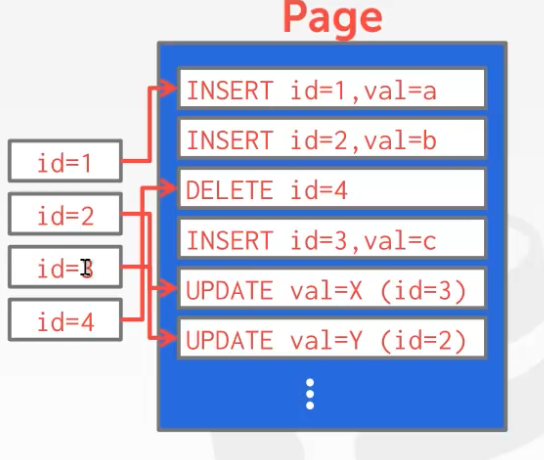 Page
INSERT id=1,val=a
INSERT id=2,val=b
DELETE id=4
INSERT id=3,val=c
UPDATE val=X (id=3)
UPDATE val=Y (id=2)
id=1
id=2
id=3
id=4